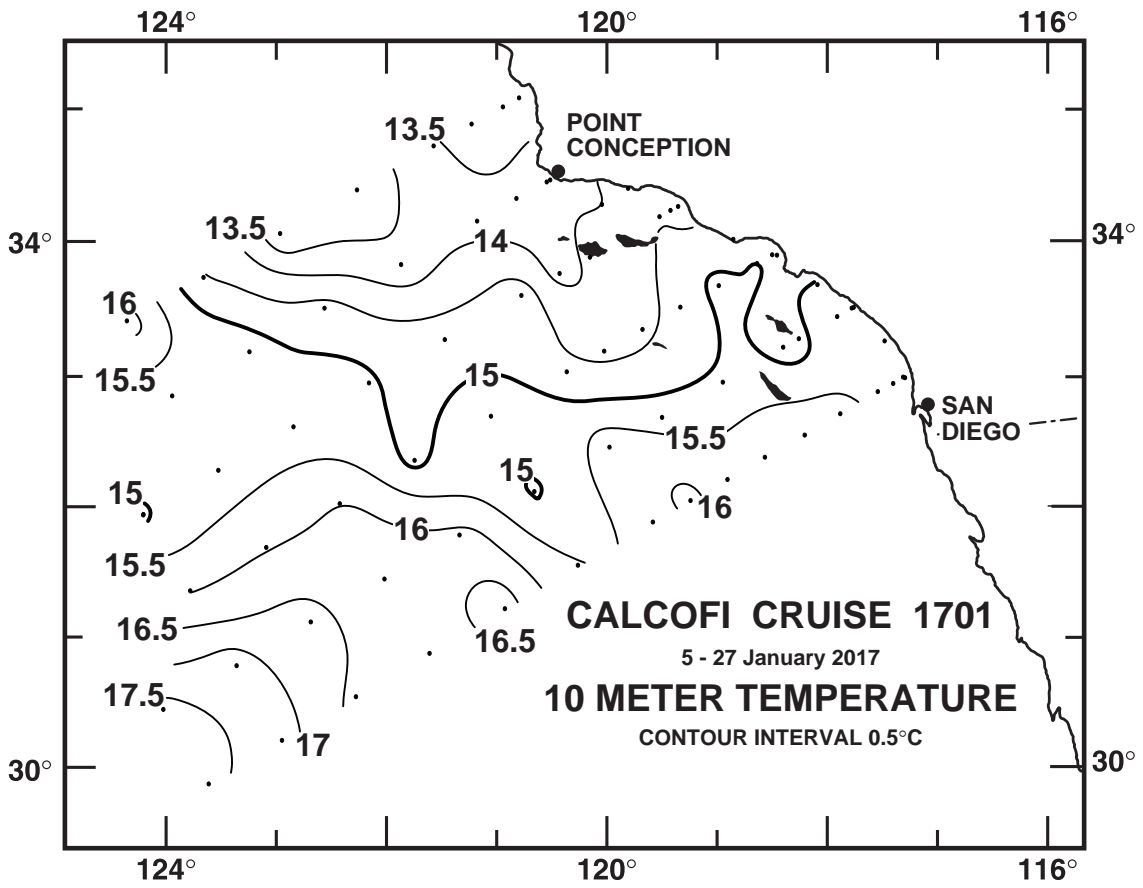 124° 120° 116°
13.5
POINT
CONCEPTION
13.5
34° 14 34°
16
15.5 15
SAN
DIEGO
15.5
15
15 16
16
15.5
16.5 16.5
CALCOFI CRUISE 1701
5 - 27 January 2017
10 METER TEMPERATURE
17.5
CONTOUR INTERVAL 0.5°C
17
30° 30°
124° 120° 116°